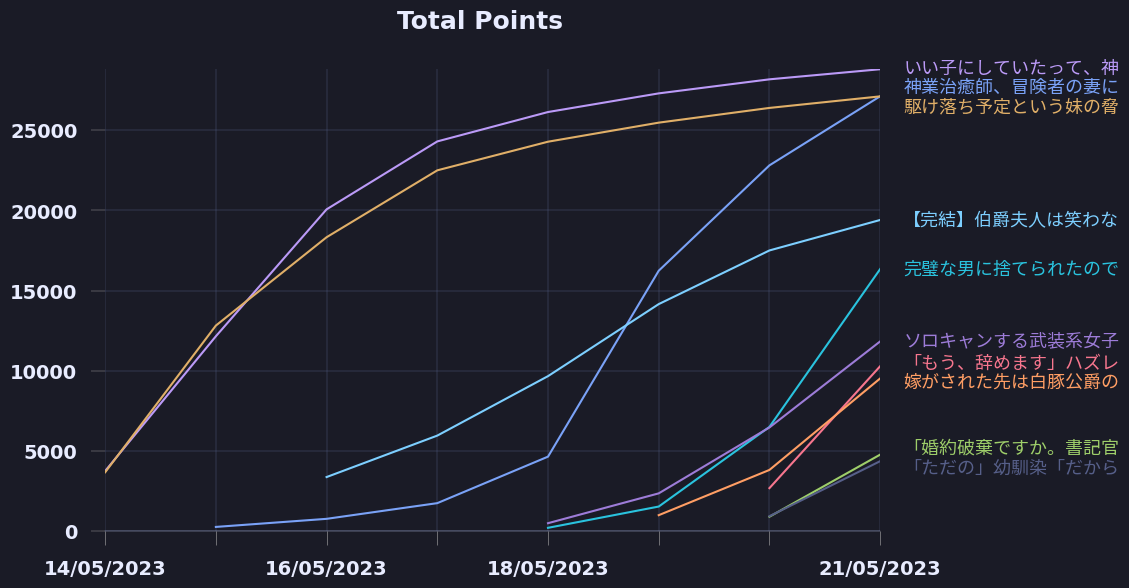 Total Points
いい子にしていたって、神
神業治癒師、冒険者の妻に
駆け落ち予定という妹の脅
25000
20000
【完結】伯爵夫人は笑わな
完璧な男に捨てられたので
15000
ソロキャンする武装系女子
「もう、辞めます」ハズレ
10000
嫁がされた先は白豚公爵の
5000
「婚約破棄ですか。書記官
「ただの」幼馴染「だから
0
14/05/2023
16/05/2023
18/05/2023
21/05/2023